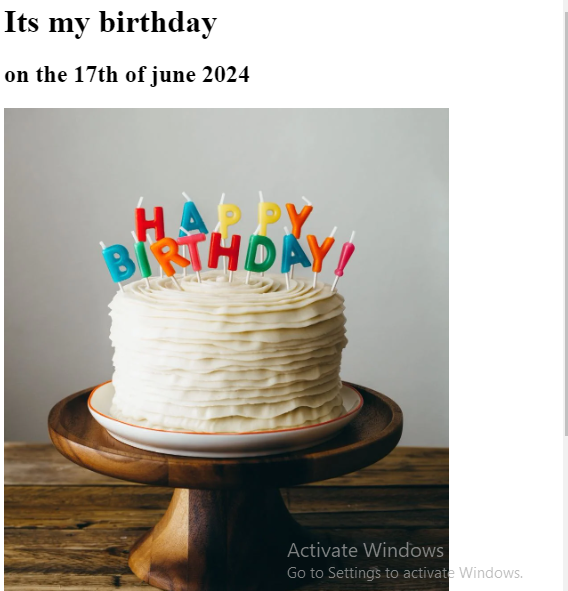 Its my birthday
on the 17th of june 2024
HAPPY
BIRTHDAY!
Activate Windows
Go to Settings to activate Windows.